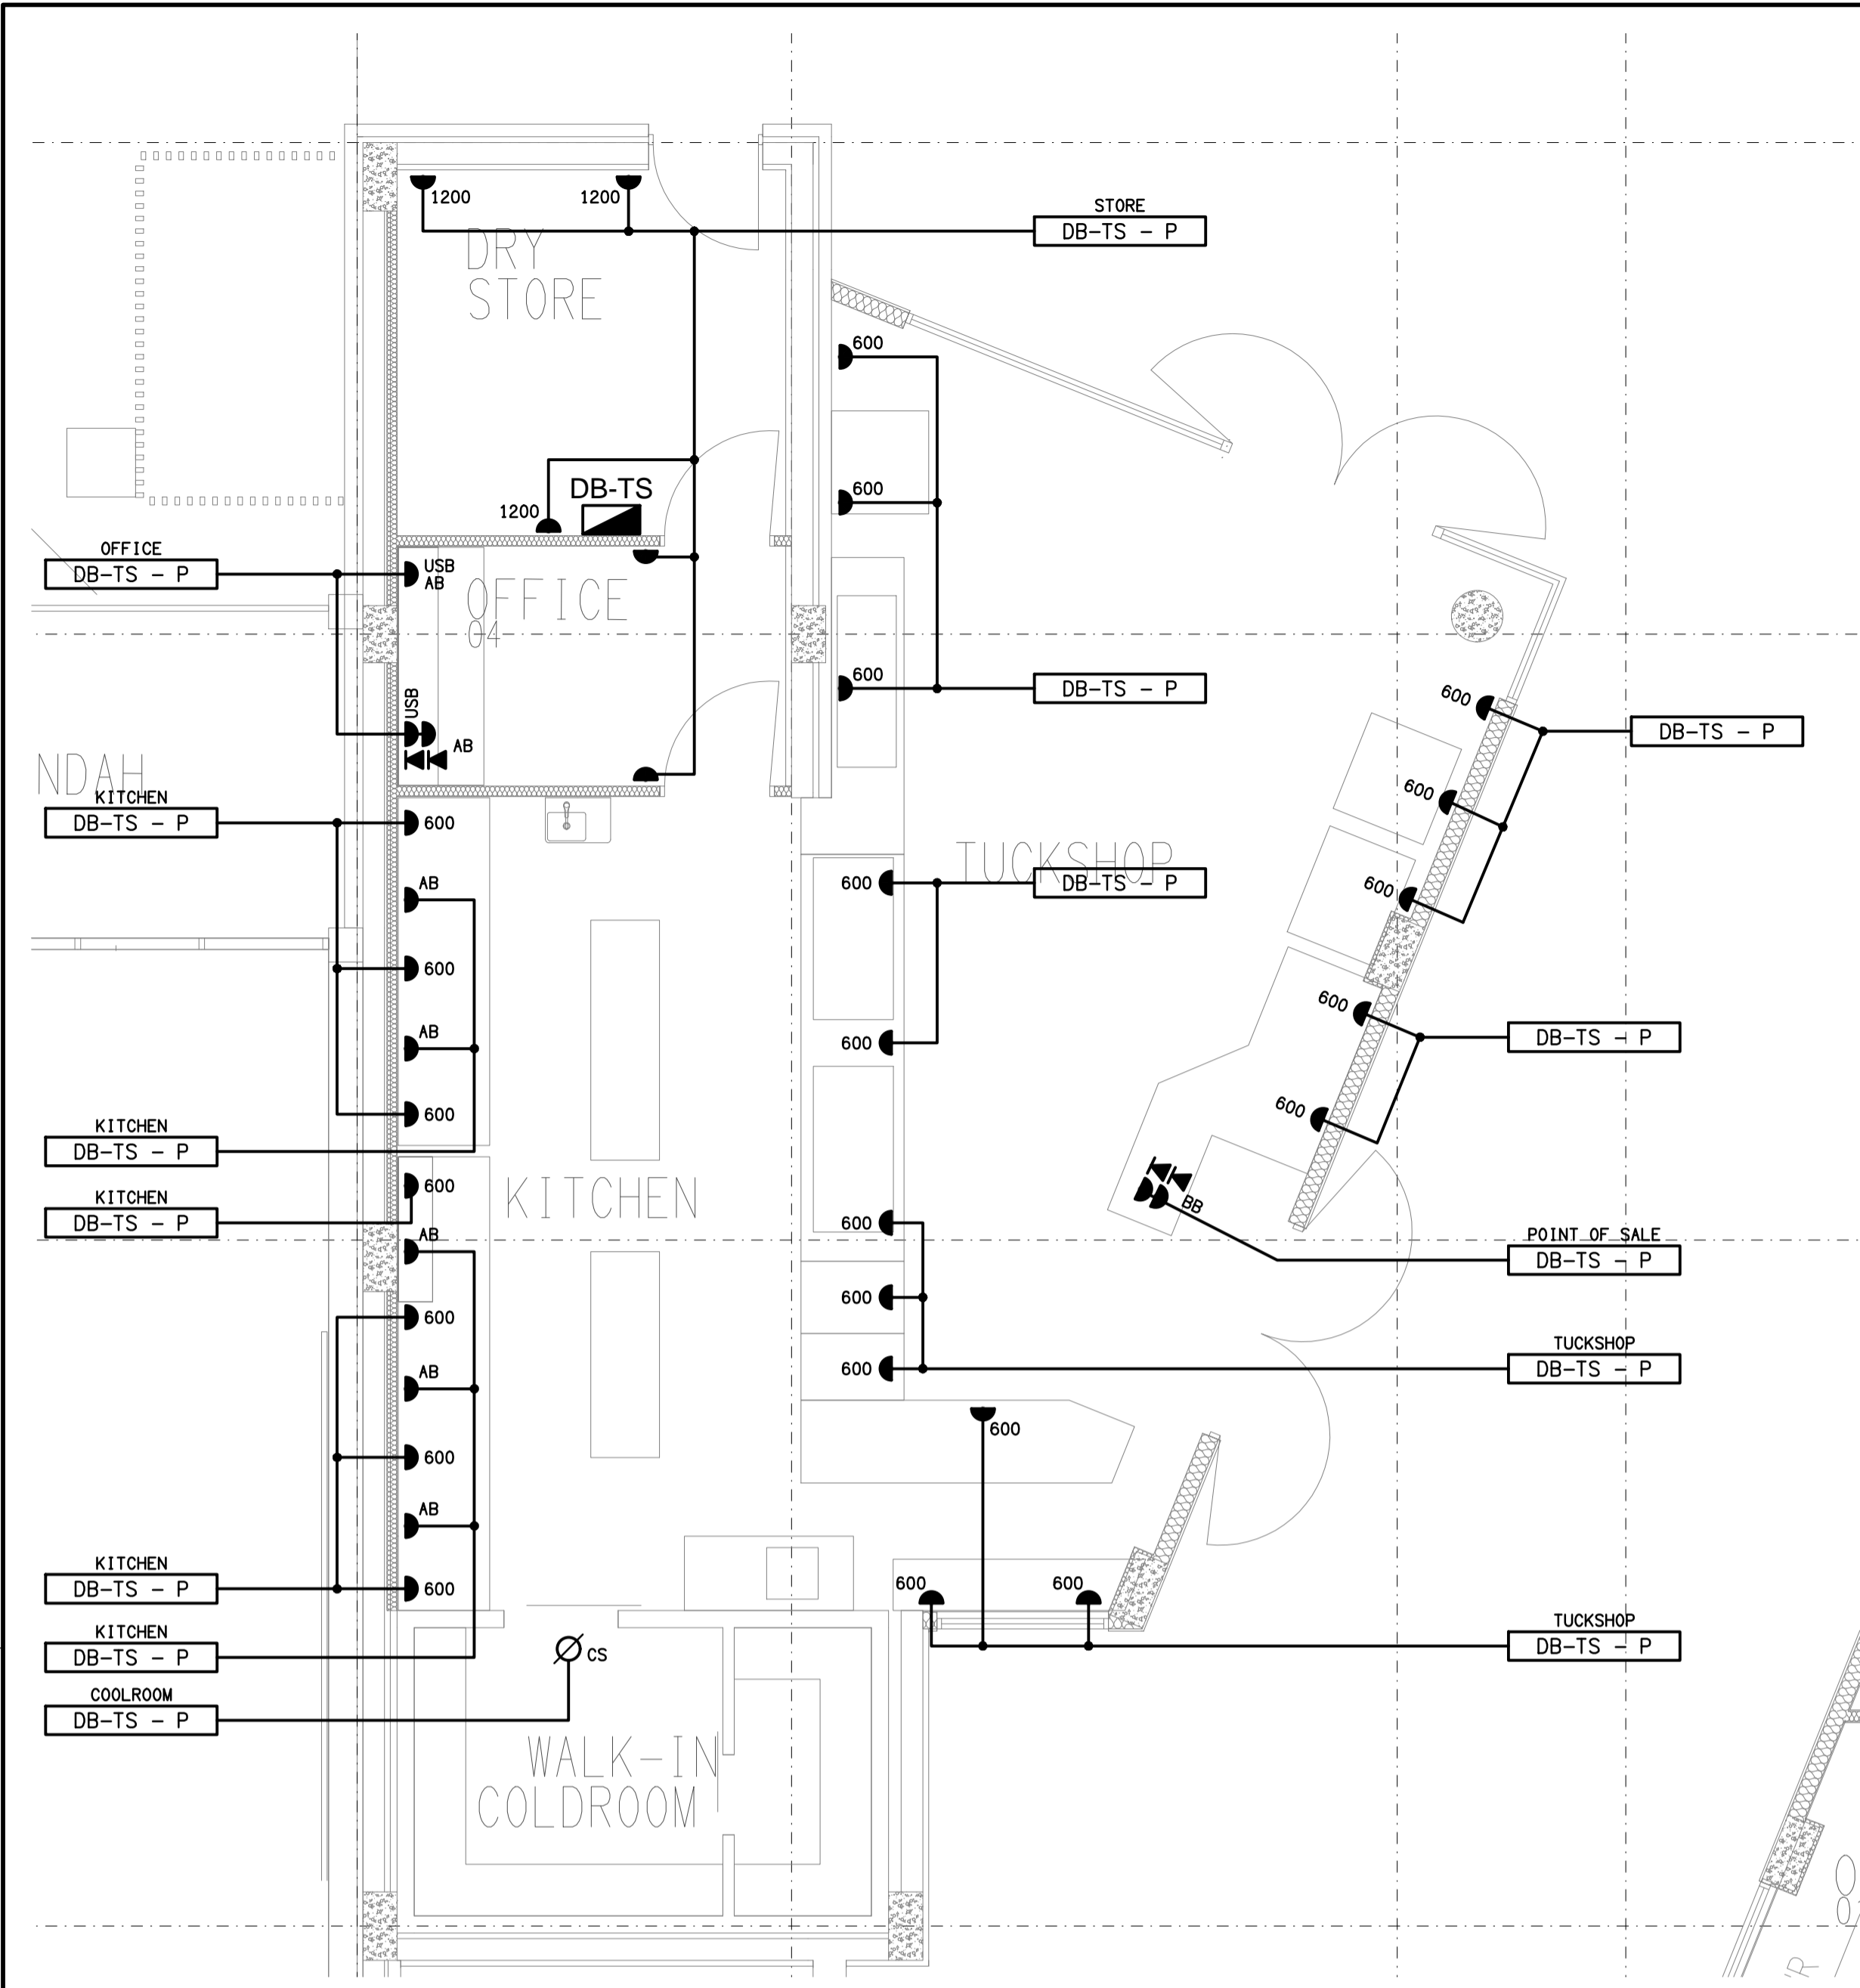 1200
1200
STORE
DB-TS - P
DRY
STORE
600
600
DB-TS
1200
OFFICE
DB-TS - P
USB
AB
OFFICE
04
600
DB-TS - P
USB
AB
600
DB-TS - P
NDAH
KITCHEN
DB-TS - P
600
600
TUCKSHOP
600
DB-TS - P
AB
600
600
AB
600
600
DB-TS - P
600
600
KITCHEN
DB-TS - P
600
KITCHEN
DB-TS - P
KITCHEN
BB
AB
600
POINT OF SALE
DB-TS - P
600
600
TUCKSHOP
DB-TS - P
600
AB
600
600
AB
KITCHEN
DB-TS - P
600
600
600
TUCKSHOP
DB-TS - P
KITCHEN
DB-TS - P
CS
COOLROOM
DB-TS - P
WALK-IN
COLDROOM